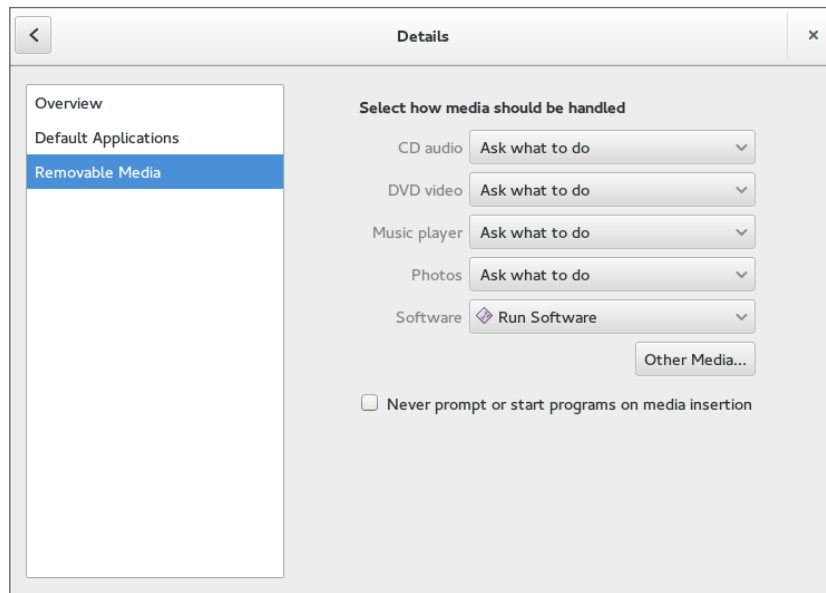 Details
Overview
Default Applications
Removable Media
Select how media should be handled
CD audio Ask what to do
DVD video Ask what to do
Music player Ask what to do
Photos Ask what to do
Software Run Software
Other Media...
Never prompt or start programs on media insertion